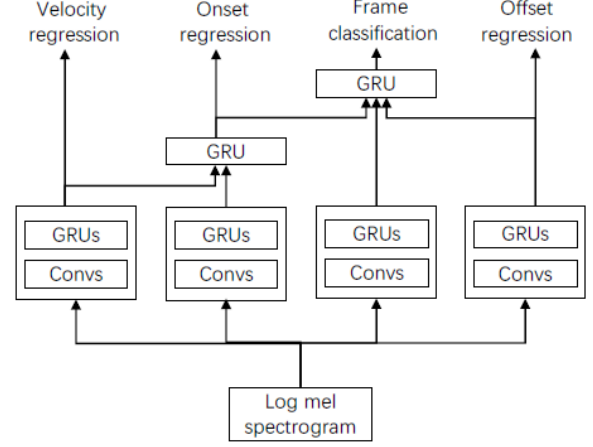 Velocity
regression
Onset
regression
Frame
classification
Offset
regression
GRU
GRU
GRUs
Convs
GRUs
Convs
GRUs
Convs
GRUs
Convs
Log mel
spectrogram